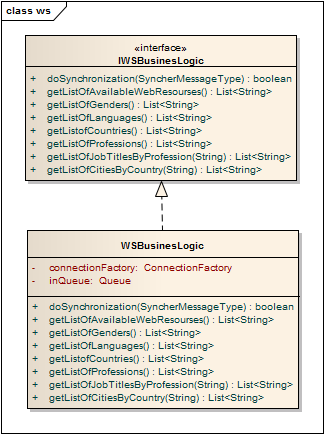 class ws
«interface»
IWSBusinesLogic
+ doSynchronization(SyncherMessageType) : boolean
+ getListOfAvailableWebResourses() : List<String>
+ getListOfGenders() : List<String>
+ getListOfLanguages() : List<String>
+ getListofCountries() : List<String>
+ getListOfProfessions() : List<String>
+ getListOfJobTitlesByProfession(String) : List<String>
+ getListOfCitiesByCountry(String) : List<String>
WSBusinesLogic
- connectionFactory: ConnectionFactory
- inQueue: Queue
+ doSynchronization(SyncherMessageType) : boolean
+ getListOfAvailableWebResourses() : List<String>
+ getListOfGenders() : List<String>
+ getListOfLanguages() : List<String>
+ getListofCountries() : List<String>
+ getListOfProfessions() : List<String>
+ getListOfJobTitlesByProfession(String) : List<String>
+ getListOfCitiesByCountry(String) : List<String>